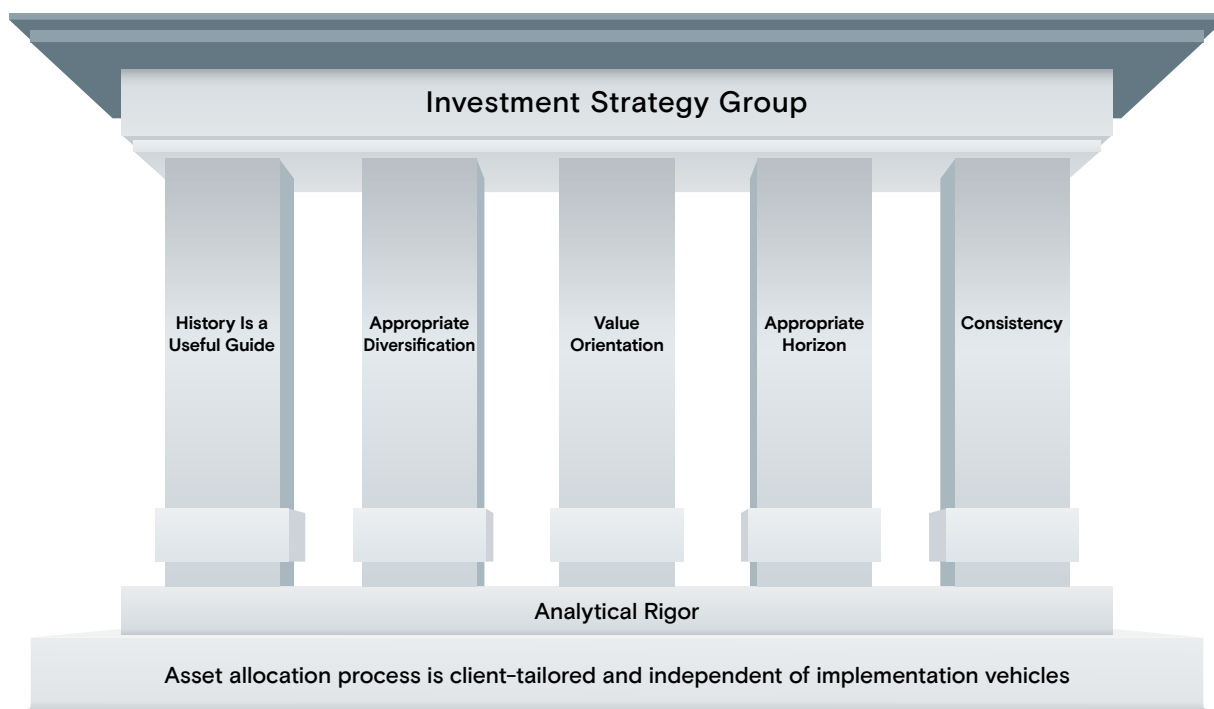 Investment Strategy Group
History Is a
Useful Guide
Appropriate
Diversification
Value
Orientation
Appropriate
Horizon
Consistency
Analytical Rigor
Asset allocation process is client-tailored and independent of implementation vehicles